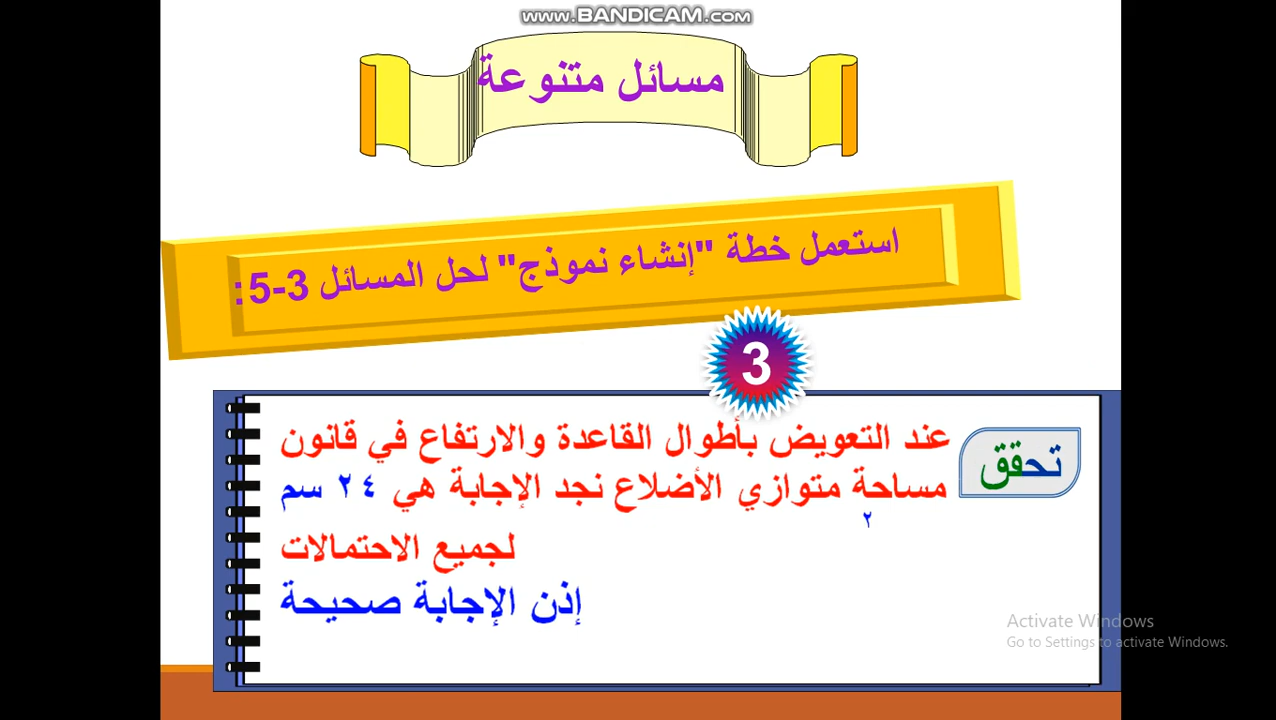 www.BANDICAM.com
مسائل متنوعة
استعمل خطة "إنشاء نموذج" لحل المسائل 3-5:
3
تحقق
عند التعويض بأطوال القاعدة والارتفاع في قانون
مساحة متوازي الأضلاع نجد الإجابة هي ٢٤ سم
٢
لجميع الاحتمالات
إذن الإجابة صحيحة
Activate Windows
Go to Settings to activate Windows.